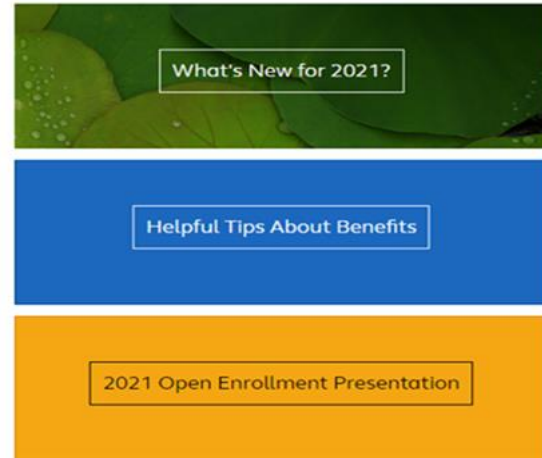 What's New for 2021?
Helpful Tips About Benefits
2021 Open Enrollment Presentation